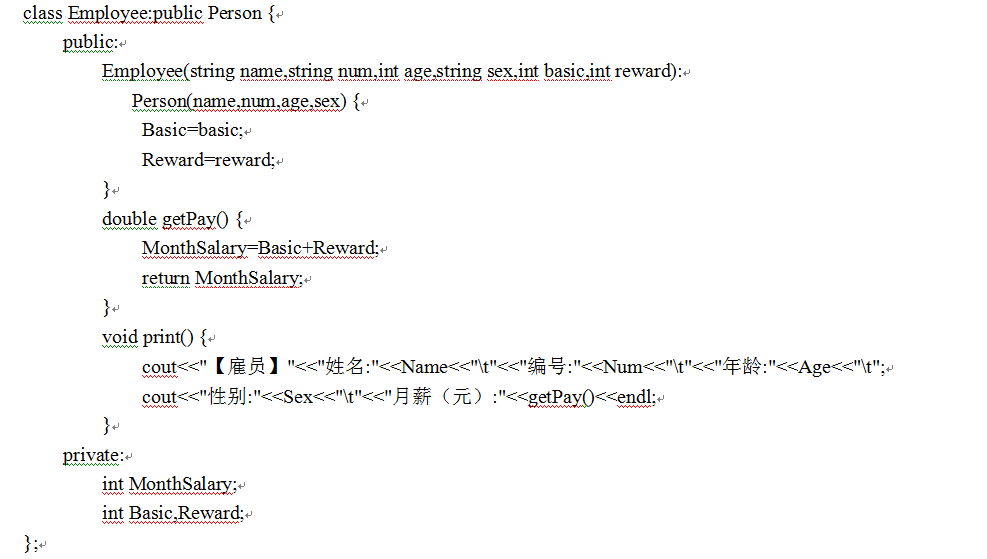 class Employee:public Person {
public:
Employee(string name,string num,int age,string sex,int basic,int reward):
Person(name,num,age,sex) {
Basic=basic;
Reward=reward;
}
double getPay() {
MonthSalary=Basic+Reward;
return MonthSalary;
}
void print() {
cout<<"【雇员】"<<"姓名:"<<Name<<"\t"<<"编号:"<<Num<<"\t"<<"年龄:"<<Age<<"\t";
cout<<"性别:"<<Sex<<"\t"<<"月薪（元）:"<<getPay()<<endl;
}
private:
int MonthSalary;
int Basic,Reward;
};